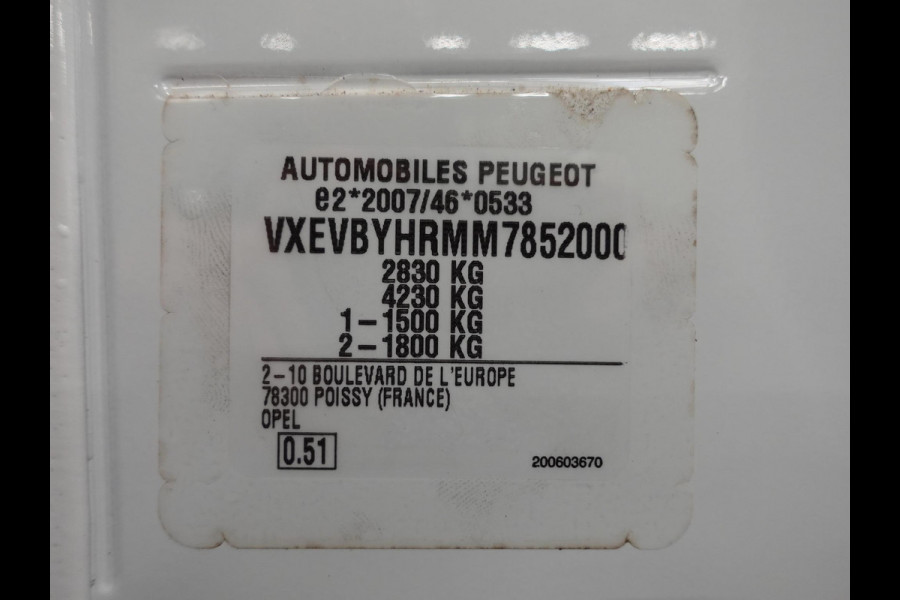 AUTOMOBILES PEUGEOT
e2*2007/46*0533
VXEVBYHRMM7852000
2830 KG
4230 KG
1-1500 KG
2-1800 KG
2-10 BOULEVARD DE L'EUROPE
78300 POISSY (FRANCE)
OPEL
0.51
200603670